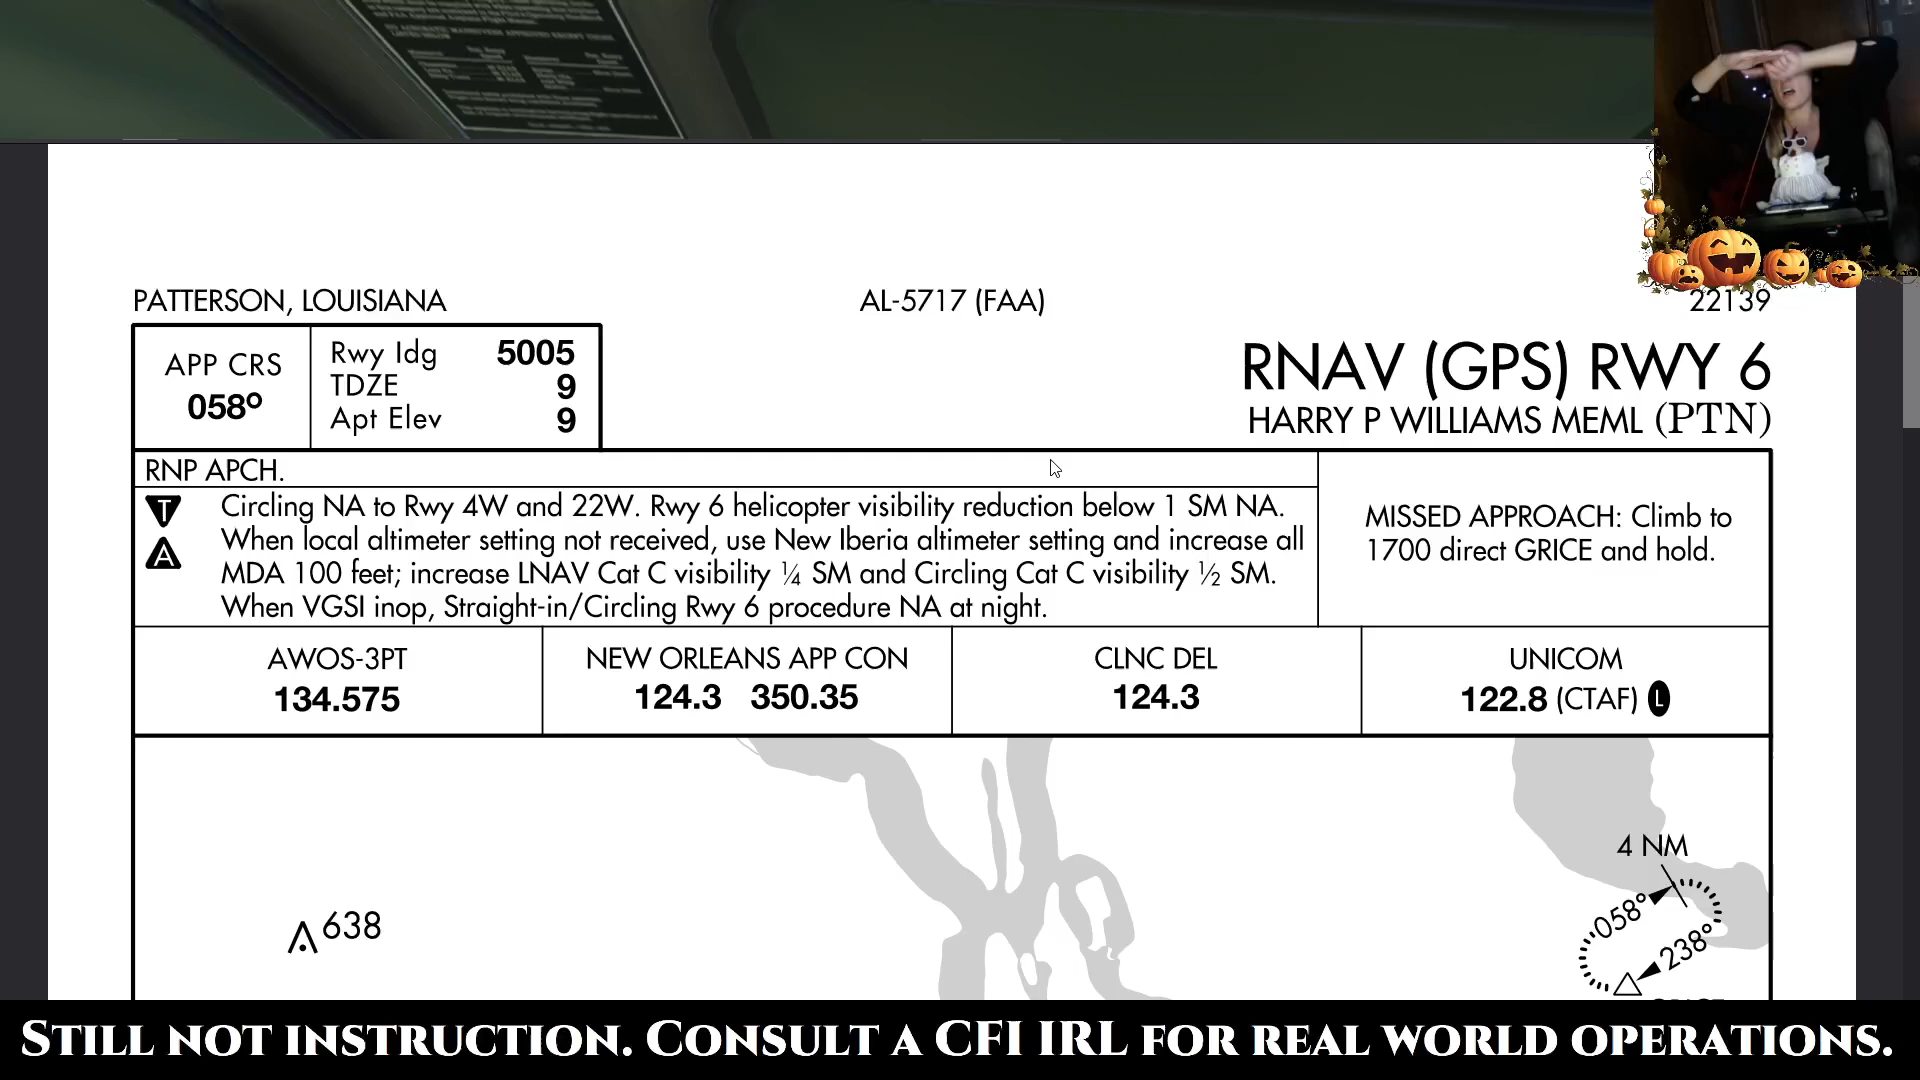 PATTERSON, LOUISIANA
AL-5717 (FAA)
22139
APP CRS
058º
Rwy ldg 5005
TDZE 9
Apt Elev 9
RNAV (GPS) RWY 6
HARRY P WILLIAMS MEML (PTN)
RNP APCH.
T
A
Circling NA to Rwy 4W and 22W. Rwy 6 helicopter visibility reduction below 1 SM NA.
When local altimeter setting not received, use New Iberia altimeter setting and increase all
MDA 100 feet; increase LNAV Cat C visibility ¼ SM and Circling Cat C visibility ½ SM.
When VGSI inop, Straight-in/Circling Rwy 6 procedure NA at night.
MISSED APPROACH: Climb to
1700 direct GRICE and hold.
AWOS-3PT
134.575
NEW ORLEANS APP CON
124.3 350.35
CLNC DEL
124.3
UNICOM
122.8 (CTAF) L
4 NM
058°
238°
638
STILL NOT INSTRUCTION. CONSULT A CFI IRL FOR REAL WORLD OPERATIONS.